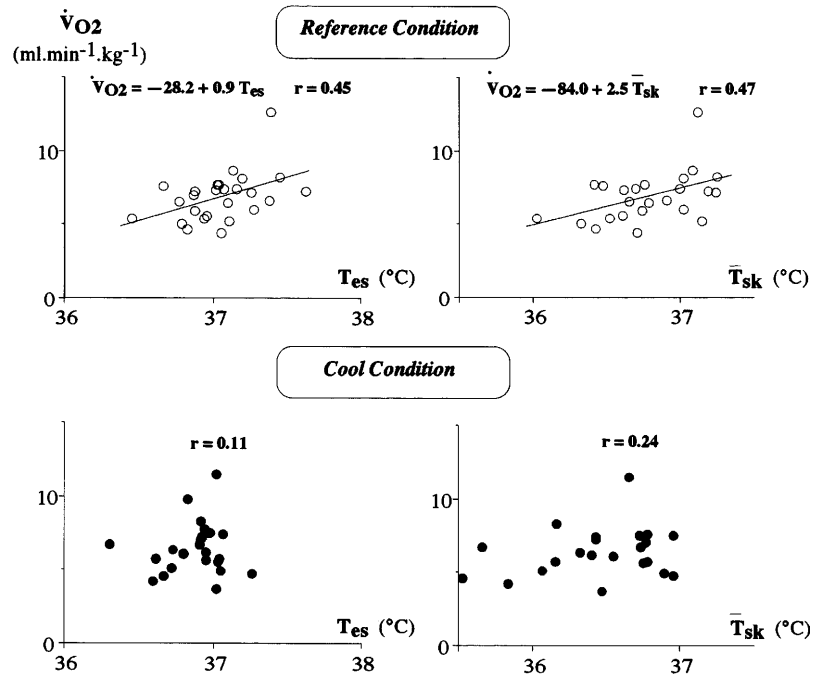 V̇O2
(ml.min-1.kg-1)
Reference Condition
V̇O2 = −28.2 + 0.9 Tes r = 0.45
10
0
36 37 38
Tes (°C)
V̇O2 = −84.0 + 2.5 T̅sk r = 0.47
10
0
36 37
T̅sk (°C)
Cool Condition
r = 0.11
10
0
36 37 38
Tes (°C)
r = 0.24
10
0
36 37
T̅sk (°C)